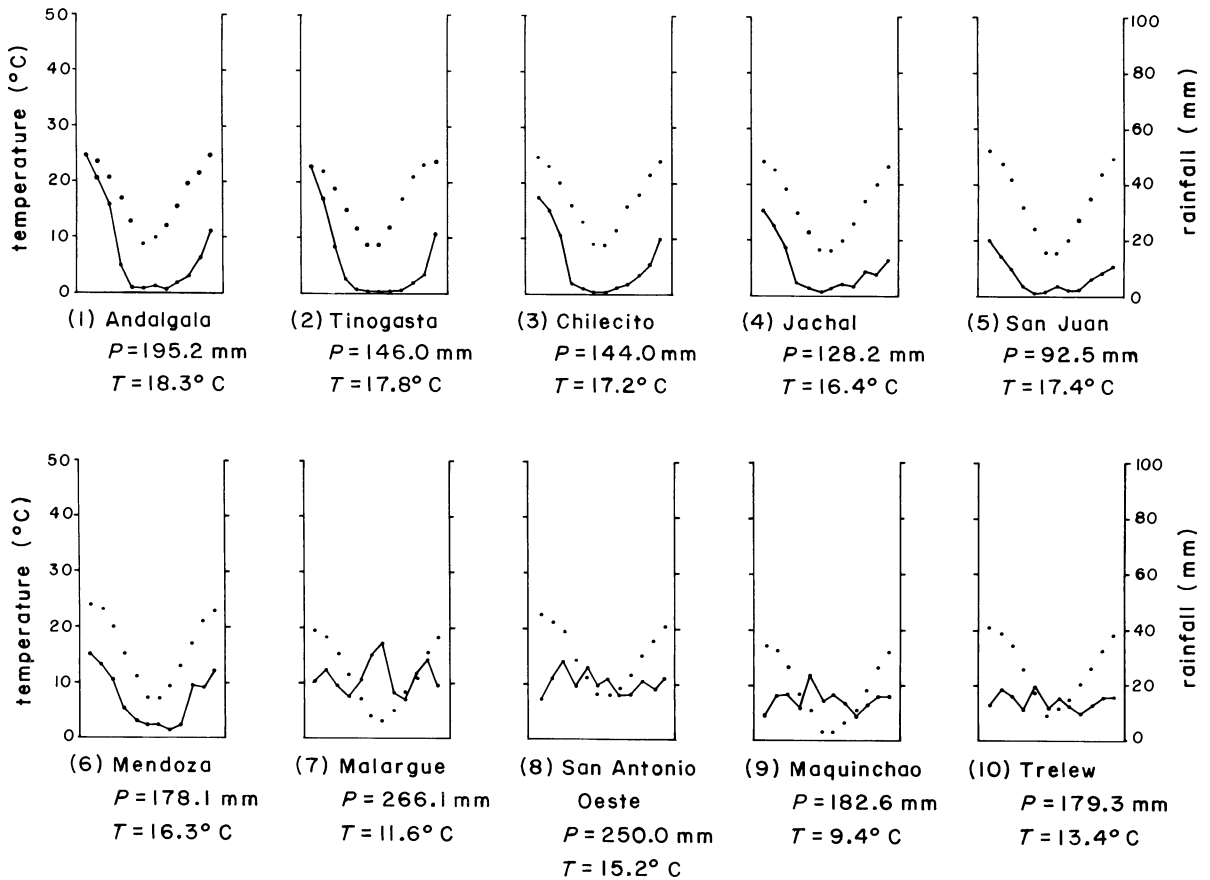 temperature (°C)
50
40
30
20
10
0
100
80
60
40
20
0
rainfall (mm)
(1) Andalgala
P=195.2 mm
T=18.3° C
(2) Tinogasta
P=146.0 mm
T=17.8° C
(3) Chilecito
P=144.0 mm
T=17.2° C
(4) Jachal
P=128.2 mm
T=16.4° C
(5) San Juan
P=92.5 mm
T=17.4° C
temperature (°C)
50
40
30
20
10
0
100
80
60
40
20
0
rainfall (mm)
(6) Mendoza
P=178.1 mm
T=16.3° C
(7) Malargue
P=266.1 mm
T=11.6° C
(8) San Antonio
Oeste
P=250.0 mm
T=15.2° C
(9) Maquinchao
P=182.6 mm
T=9.4° C
(10) Trelew
P=179.3 mm
T=13.4° C